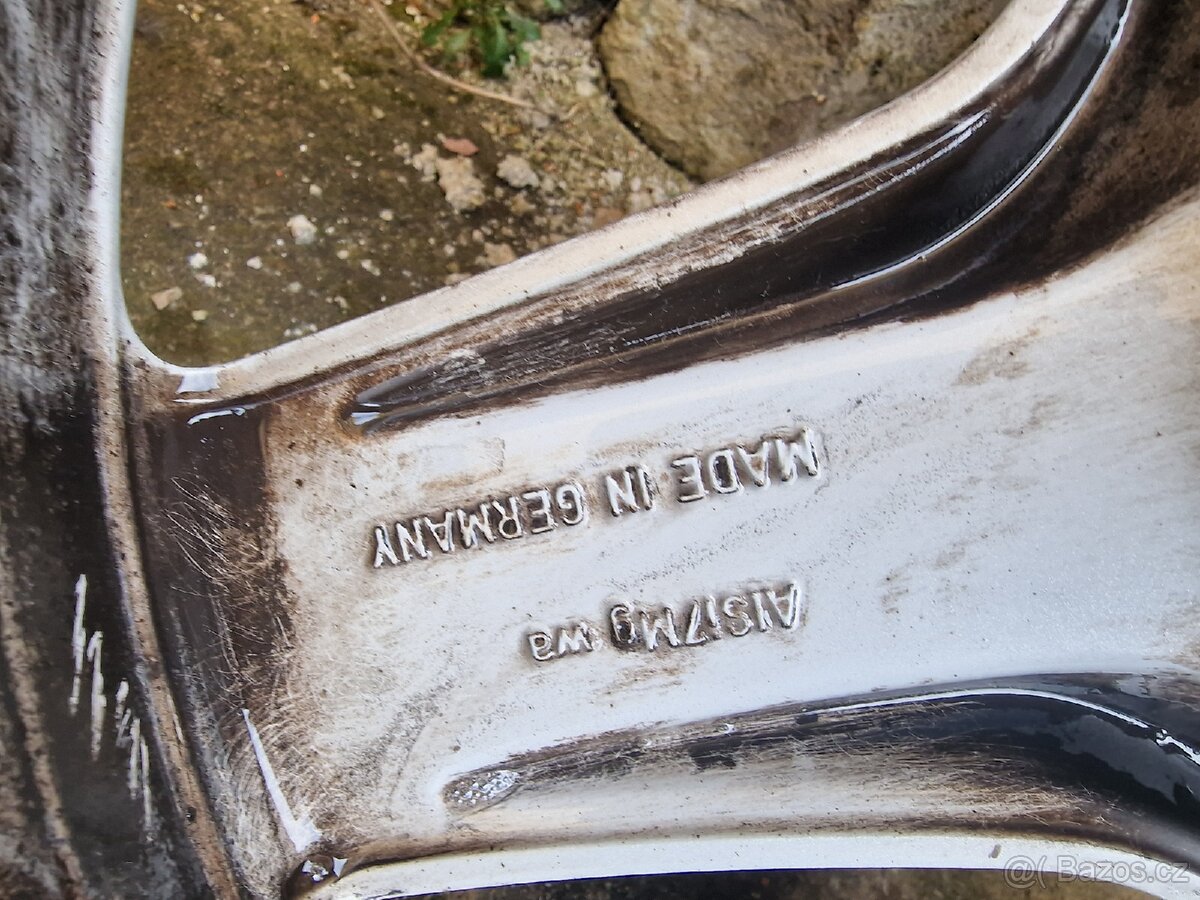 MADE IN GERMANY
AlSi7Mg wa
@( Bazos.cz